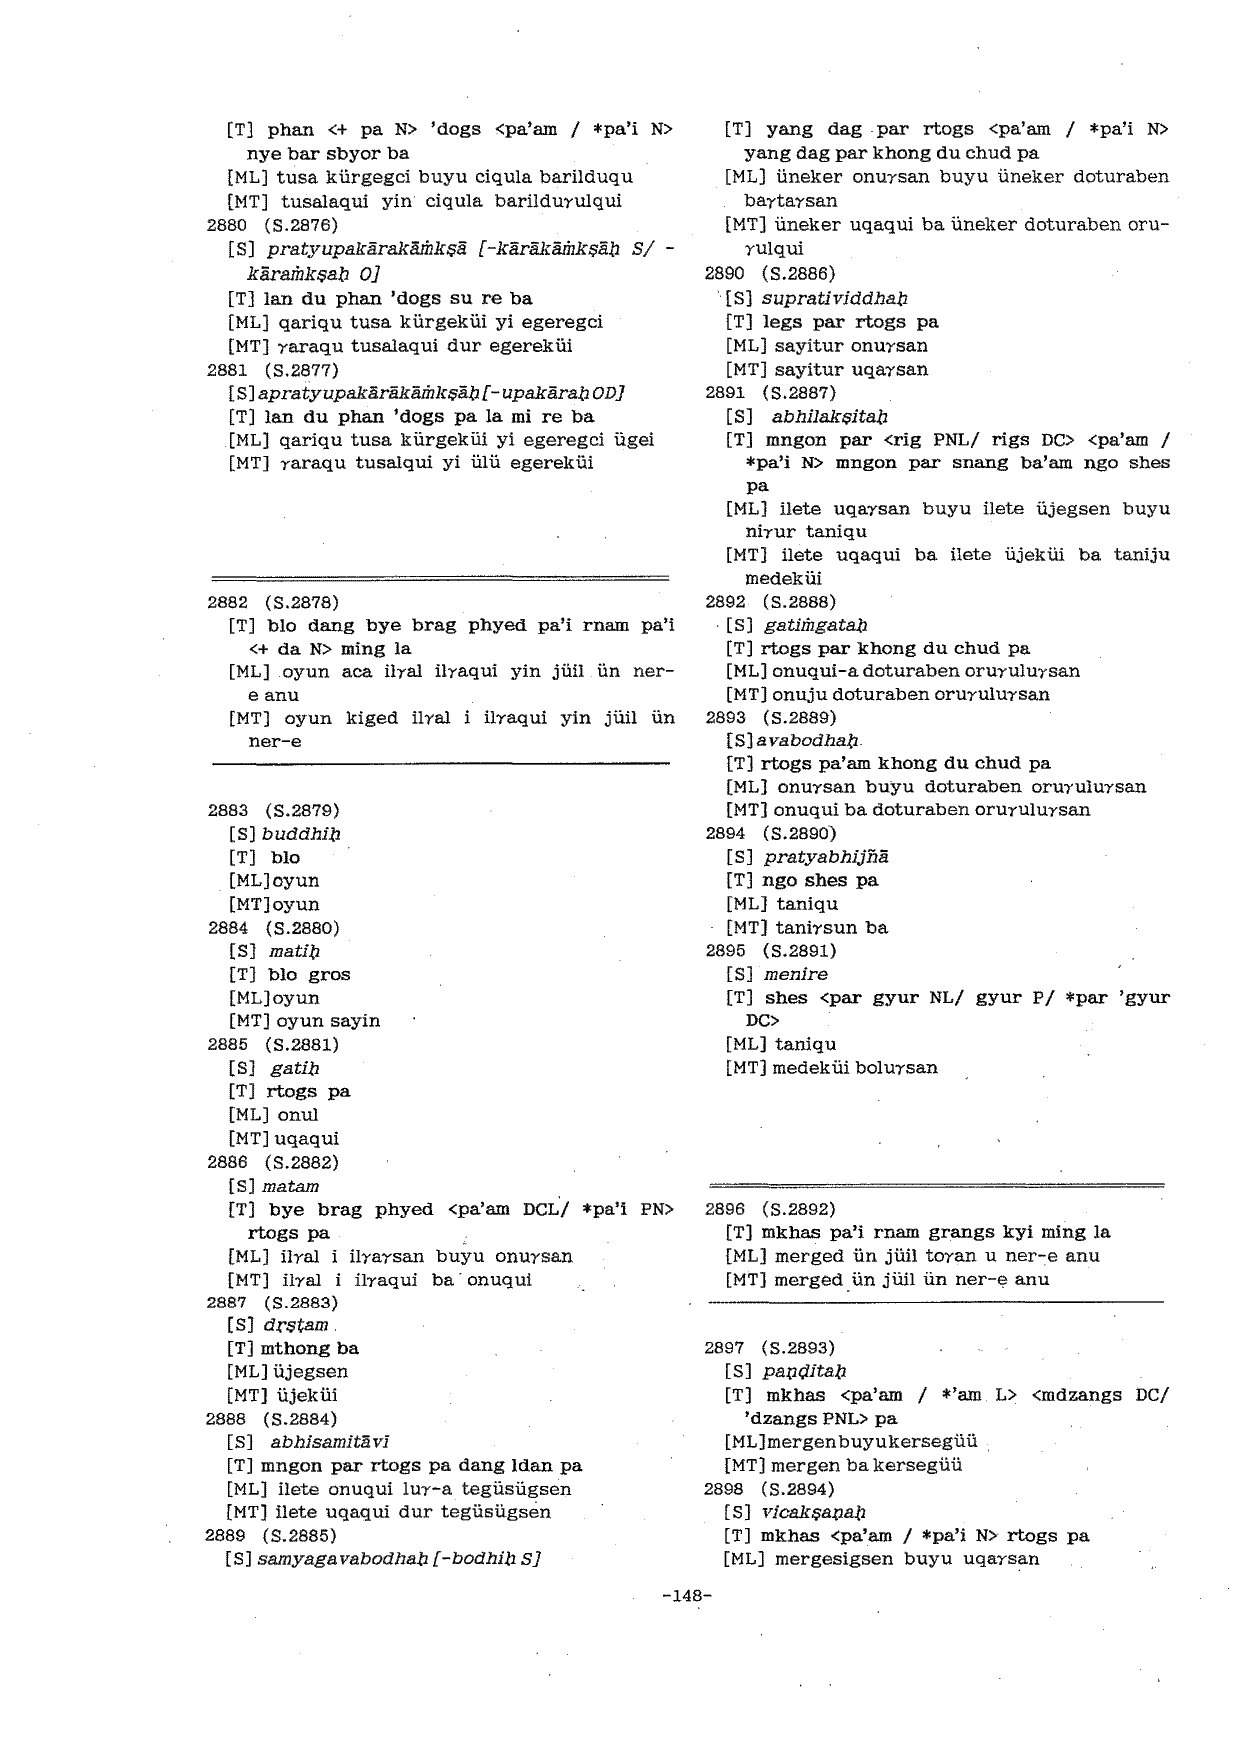 [T] phan <+ pa N> 'dogs <pa'am / *pa'i N>
nye bar sbyor ba
[ML] tusa kürgegci buyu ciqula barilduqu
[MT] tusalaqui yin ciqula barilduγulqui
2880 (S.2876)
[S] pratyupakārakāṁkṣā [-kārākāṁkṣāḥ S/ -
kāraṁkṣaḥ O]
[T] lan du phan 'dogs su re ba
[ML] qariqu tusa kürgeküi yi egeregci
[MT] γaraqu tusalaqui dur egereküi
2881 (S.2877)
[S] apratyupakārākāṁkṣāḥ [-upakāraḥ OD]
[T] lan du phan 'dogs pa la mi re ba
[ML] qariqu tusa kürgeküi yi egeregci ügei
[MT] γaraqu tusalqui yi ülü egereküi
2882 (S.2878)
[T] blo dang bye brag phyed pa'i rnam pa'i
<+ da N> ming la
[ML] oyun aca ilγal ilγaqui yin jüil ün ner-
e anu
[MT] oyun kiged ilγal i ilγaqui yin jüil ün
ner-e
2883 (S.2879)
[S] buddhiḥ
[T] blo
[ML] oyun
[MT] oyun
2884 (S.2880)
[S] matiḥ
[T] blo gros
[ML] oyun
[MT] oyun sayin
2885 (S.2881)
[S] gatiḥ
[T] rtogs pa
[ML] onul
[MT] uqaqui
2886 (S.2882)
[S] matam
[T] bye brag phyed <pa'am DCL/ *pa'i PN>
rtogs pa
[ML] ilγal i ilγaγsan buyu onuγsan
[MT] ilγal i ilγaqui ba onuqui
2887 (S.2883)
[S] dṛṣṭam
[T] mthong ba
[ML] üjegsen
[MT] üjeküi
2888 (S.2884)
[S] abhisamitāvī
[T] mngon par rtogs pa dang ldan pa
[ML] ilete onuqui luγ-a tegüsügsen
[MT] ilete uqaqui dur tegüsügsen
2889 (S.2885)
[S] samyagavabodhaḥ [-bodhiḥ S]
[T] yang dag par rtogs <pa'am / *pa'i N>
yang dag par khong du chud pa
[ML] üneker onuγsan buyu üneker doturaben
baγtaγsan
[MT] üneker uqaqui ba üneker doturaben oru-
γulqui
2890 (S.2886)
[S] supratividdhaḥ
[T] legs par rtogs pa
[ML] sayitur onuγsan
[MT] sayitur uqaγsan
2891 (S.2887)
[S] abhilakṣitaḥ
[T] mngon par <rig PNL/ rigs DC> <pa'am /
*pa'i N> mngon par snang ba'am ngo shes
pa
[ML] ilete uqaγsan buyu ilete üjegsen buyu
niγur taniqu
[MT] ilete uqaqui ba ilete üjeküi ba taniju
medeküi
2892 (S.2888)
[S] gatiṁgataḥ
[T] rtogs par khong du chud pa
[ML] onuqui-a doturaben oruγuluγsan
[MT] onuju doturaben oruγuluγsan
2893 (S.2889)
[S] avabodhaḥ
[T] rtogs pa'am khong du chud pa
[ML] onuγsan buyu doturaben oruγuluγsan
[MT] onuqui ba doturaben oruγuluγsan
2894 (S.2890)
[S] pratyabhijñā
[T] ngo shes pa
[ML] taniqu
[MT] taniγsun ba
2895 (S.2891)
[S] menire
[T] shes <par gyur NL/ gyur P/ *par 'gyur
DC>
[ML] taniqu
[MT] medeküi boluγsan
2896 (S.2892)
[T] mkhas pa'i rnam grangs kyi ming la
[ML] merged ün jüil toγan u ner-e anu
[MT] merged ün jüil ün ner-e anu
2897 (S.2893)
[S] paṇḍitaḥ
[T] mkhas <pa'am / *'am L> <mdzangs DC/
'dzangs PNL> pa
[ML] mergen buyu kersegüü
[MT] mergen ba kersegüü
2898 (S.2894)
[S] vicakṣaṇaḥ
[T] mkhas <pa'am / *pa'i N> rtogs pa
[ML] mergesigsen buyu uqaγsan
-148-